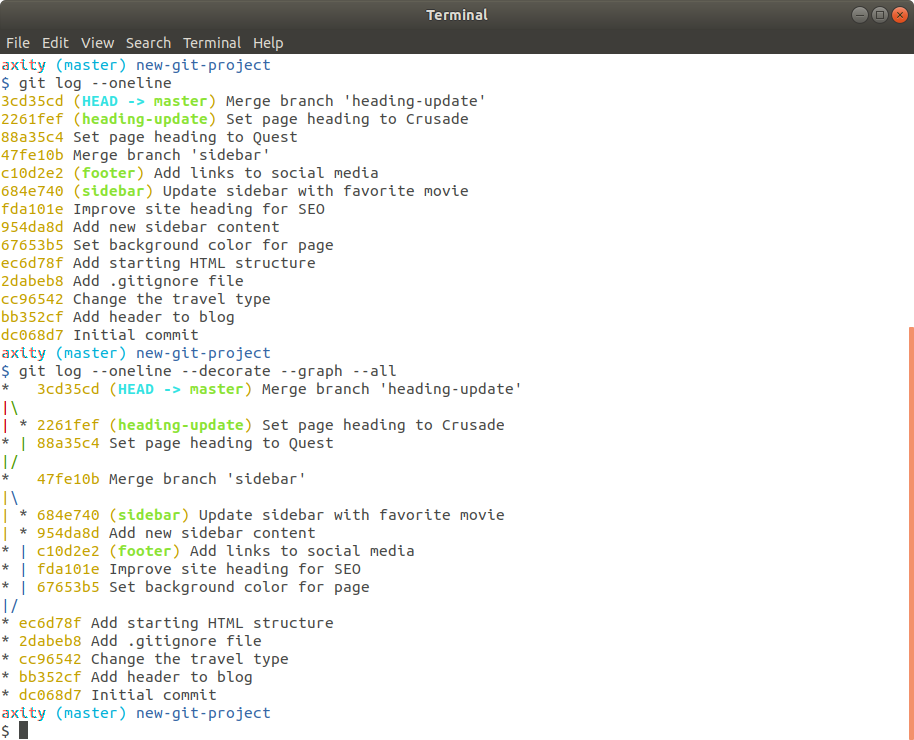 Terminal
File Edit View Search Terminal Help
axity (master) new-git-project
$ git log --oneline
3cd35cd (HEAD -> master) Merge branch 'heading-update'
2261fef (heading-update) Set page heading to Crusade
88a35c4 Set page heading to Quest
47fe10b Merge branch 'sidebar'
c10d2e2 (footer) Add links to social media
684e740 (sidebar) Update sidebar with favorite movie
fda101e Improve site heading for SEO
954da8d Add new sidebar content
67653b5 Set background color for page
ec6d78f Add starting HTML structure
2dabeb8 Add .gitignore file
cc96542 Change the travel type
bb352cf Add header to blog
dc068d7 Initial commit
axity (master) new-git-project
$ git log --oneline --decorate --graph --all
*   3cd35cd (HEAD -> master) Merge branch 'heading-update'
|\
| * 2261fef (heading-update) Set page heading to Crusade
* | 88a35c4 Set page heading to Quest
|/
*   47fe10b Merge branch 'sidebar'
|\
| * 684e740 (sidebar) Update sidebar with favorite movie
| * 954da8d Add new sidebar content
* | c10d2e2 (footer) Add links to social media
* | fda101e Improve site heading for SEO
* | 67653b5 Set background color for page
|/
* ec6d78f Add starting HTML structure
* 2dabeb8 Add .gitignore file
* cc96542 Change the travel type
* bb352cf Add header to blog
* dc068d7 Initial commit
axity (master) new-git-project
$